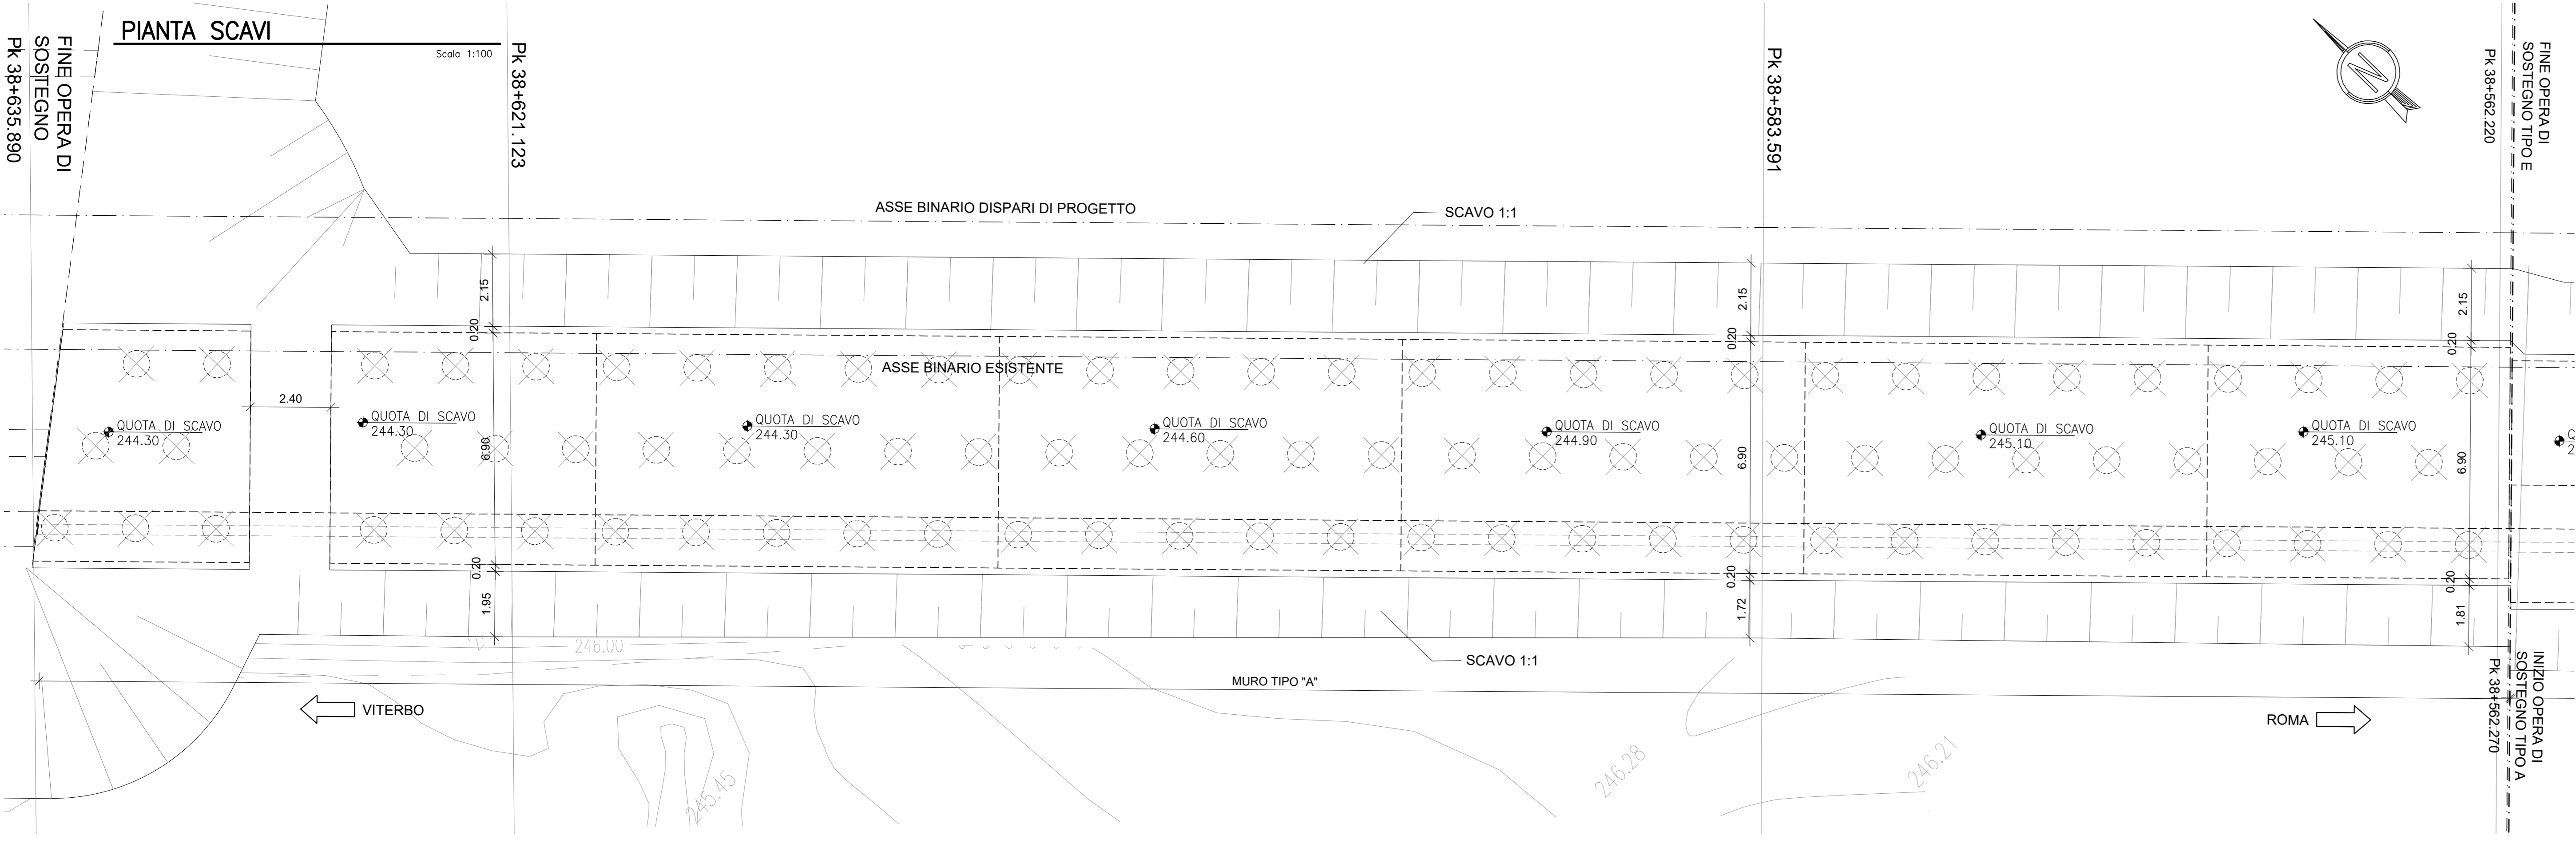 PIANTA SCAVI
Scala 1:100
Pk 38+635.890
FINE OPERA DI
SOSTEGNO
Pk 38+621.123
Pk 38+583.591
Pk 38+562.220
FINE OPERA DI
SOSTEGNO TIPO E
N
ASSE BINARIO DISPARI DI PROGETTO
SCAVO 1:1
2.15
0.20
2.15
0.20
2.15
0.20
ASSE BINARIO ESISTENTE
2.40
QUOTA DI SCAVO
244.30
QUOTA DI SCAVO
244.30
6.90
QUOTA DI SCAVO
244.30
QUOTA DI SCAVO
244.60
QUOTA DI SCAVO
244.90
6.90
QUOTA DI SCAVO
245.10
QUOTA DI SCAVO
245.10
6.90
0.20
1.95
0.20
1.72
0.20
1.81
246.00
SCAVO 1:1
MURO TIPO "A"
VITERBO
ROMA
245.45
246.28
246.21
Pk 38+562.270
INIZIO OPERA DI
SOSTEGNO TIPO A